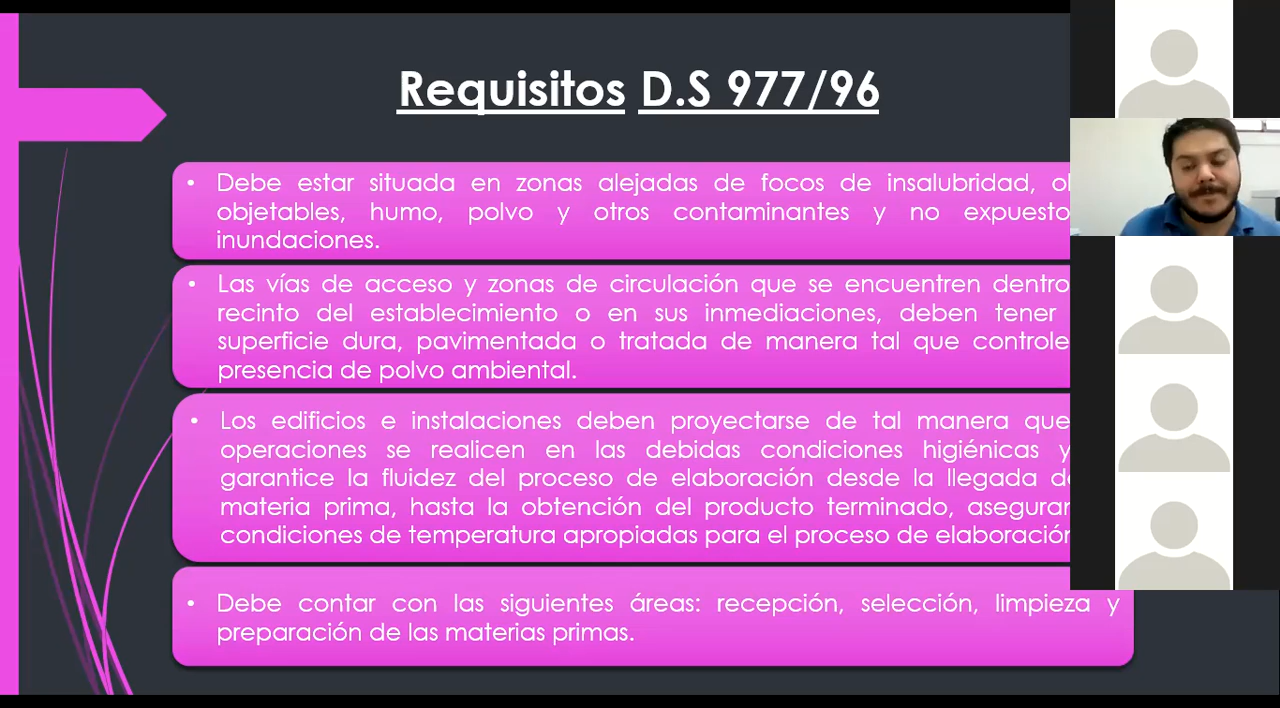 Requisitos D.S 977/96
• Debe estar situada en zonas alejadas de focos de insalubridad,
objetables, humo, polvo y otros contaminantes y no
inundaciones.
• Las vías de acceso y zonas de circulación que se encuentren dentro
recinto del establecimiento o en sus inmediaciones, deben tener
superficie dura, pavimentada o tratada de manera tal que controle
presencia de polvo ambiental.
• Los edificios e instalaciones deben proyectarse de tal manera que
operaciones se realicen en las debidas condiciones higiénicas y
garantice la fluidez del proceso de elaboración desde la llegada
materia prima, hasta la obtención del producto terminado,
condiciones de temperatura apropiadas para el proceso de elaboración
• Debe contar con las siguientes áreas: recepción, selección, limpieza y
preparación de las materias primas.